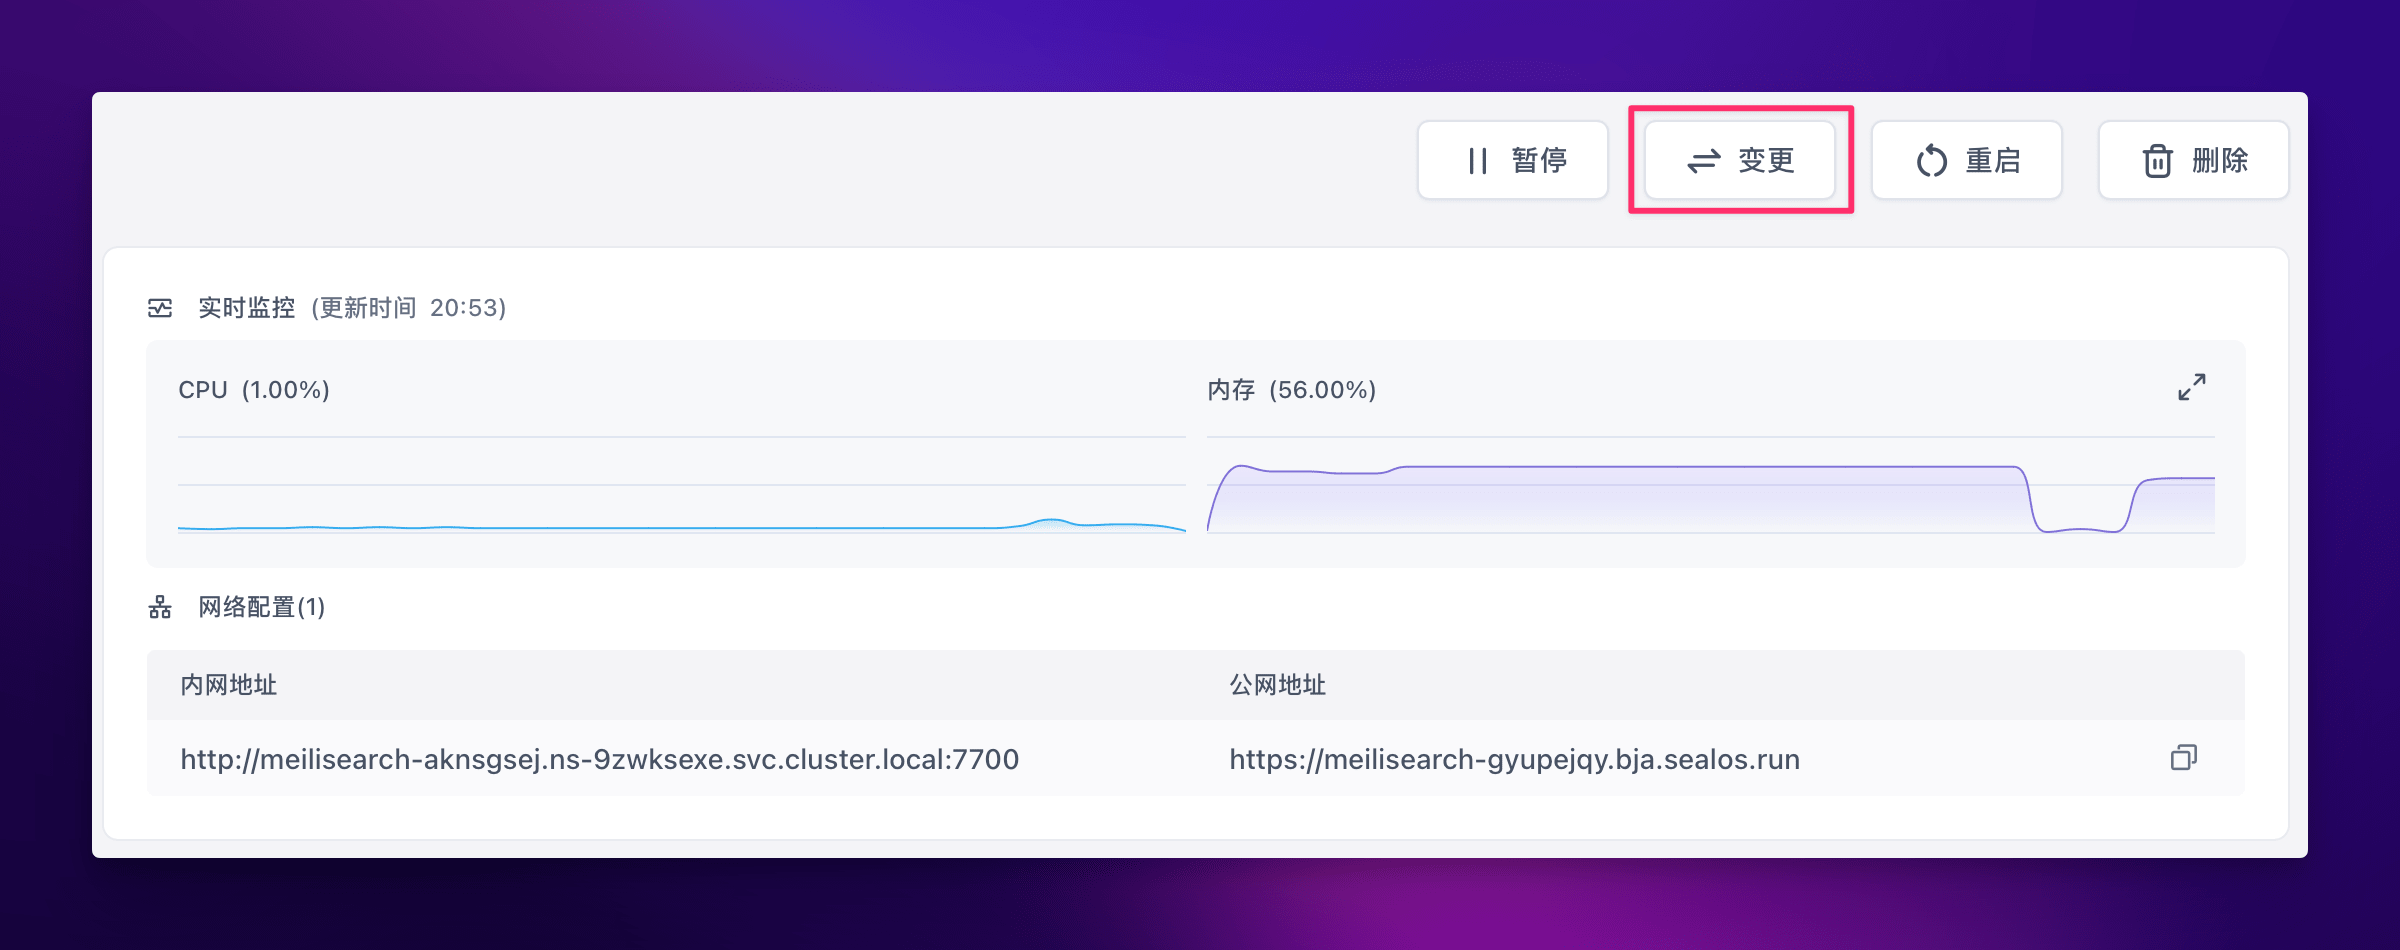 暂停 变更 重启 删除
实时监控 (更新时间 20:53)
CPU (1.00%) 内存 (56.00%)
网络配置(1)
内网地址 公网地址
http://meilisearch-aknsgsej.ns-9zwksexe.svc.cluster.local:7700 https://meilisearch-gyupejqy.bja.sealos.run